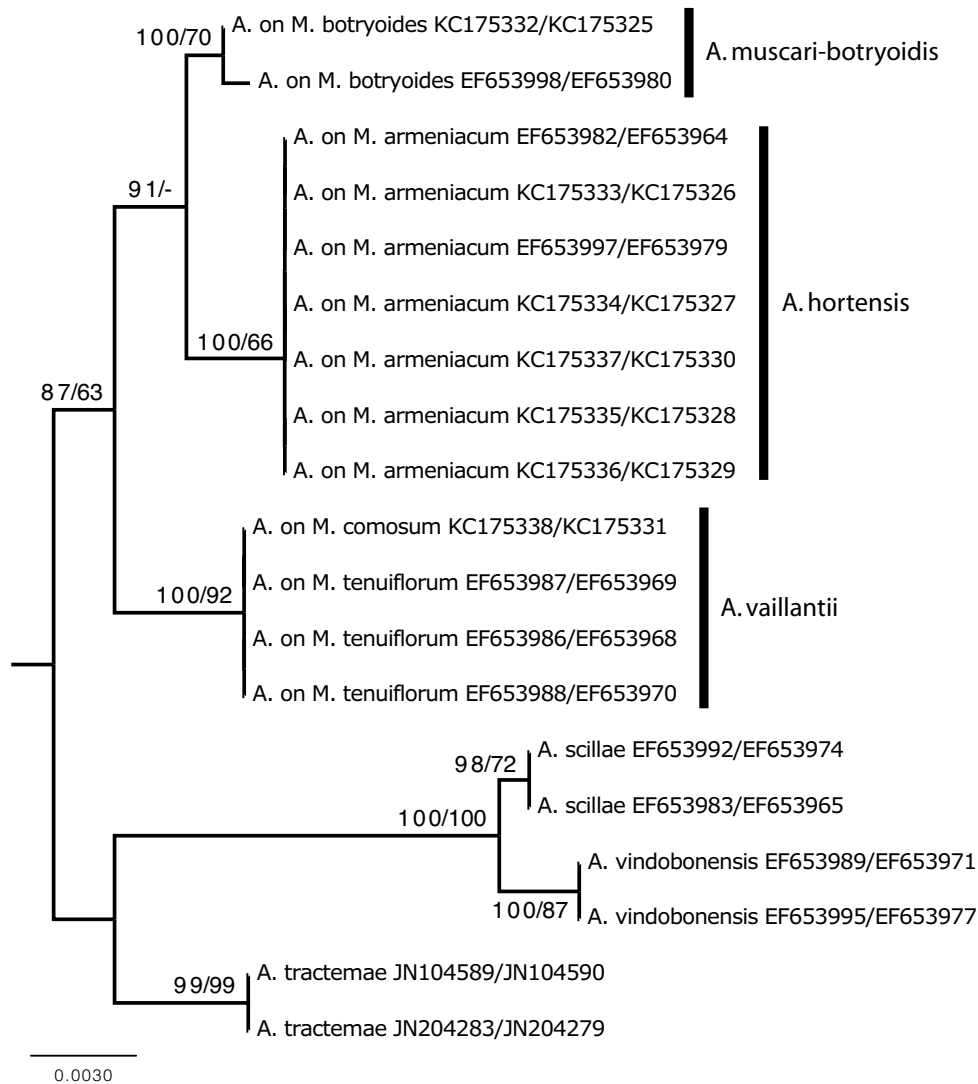 100/70
A. on M. botryoides KC175332/KC175325
A. on M. botryoides EF653998/EF653980
A. muscari-botryoidis
91/-
A. on M. armeniacum EF653982/EF653964
A. on M. armeniacum KC175333/KC175326
A. on M. armeniacum EF653997/EF653979
A. on M. armeniacum KC175334/KC175327
A. on M. armeniacum KC175337/KC175330
A. on M. armeniacum KC175335/KC175328
A. on M. armeniacum KC175336/KC175329
A. hortensis
100/66
87/63
A. on M. comosum KC175338/KC175331
A. on M. tenuiflorum EF653987/EF653969
A. on M. tenuiflorum EF653986/EF653968
A. on M. tenuiflorum EF653988/EF653970
A. vaillantii
100/92
98/72
A. scillae EF653992/EF653974
A. scillae EF653983/EF653965
100/100
A. vindobonensis EF653989/EF653971
A. vindobonensis EF653995/EF653977
100/87
99/99
A. tractemae JN104589/JN104590
A. tractemae JN204283/JN204279
0.0030